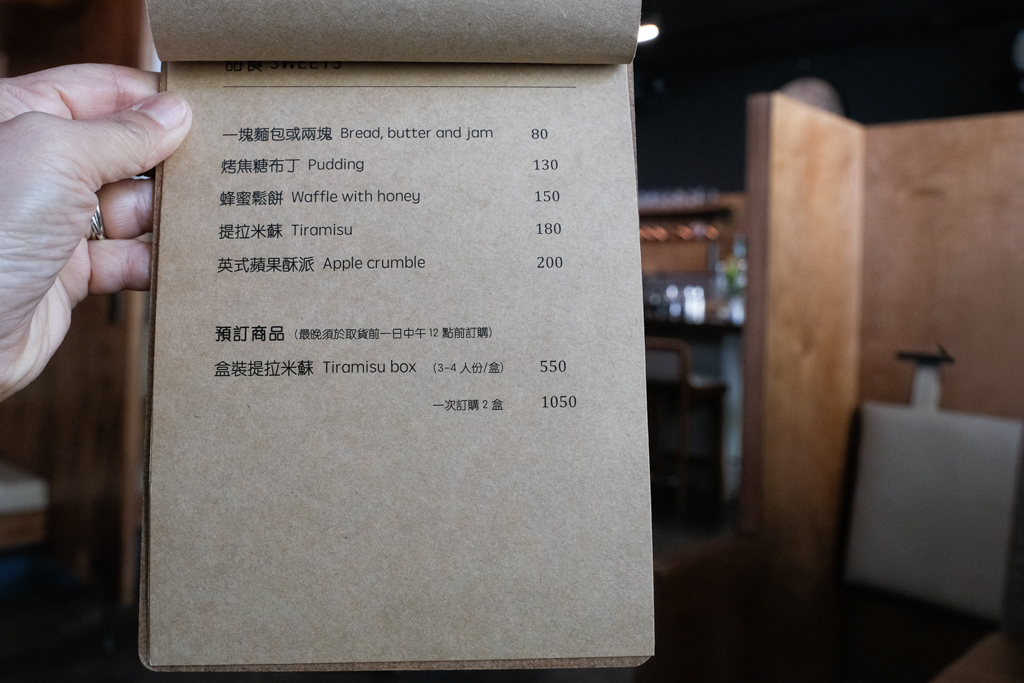 甜食 SWEETS
一塊麵包或兩塊 Bread, butter and jam 80
烤焦糖布丁 Pudding 130
蜂蜜鬆餅 Waffle with honey 150
提拉米蘇 Tiramisu 180
英式蘋果酥派 Apple crumble 200
預訂商品 (最晚須於取貨前一日中午 12 點前訂購)
盒裝提拉米蘇 Tiramisu box (3-4 人份/盒) 550
一次訂購 2 盒 1050